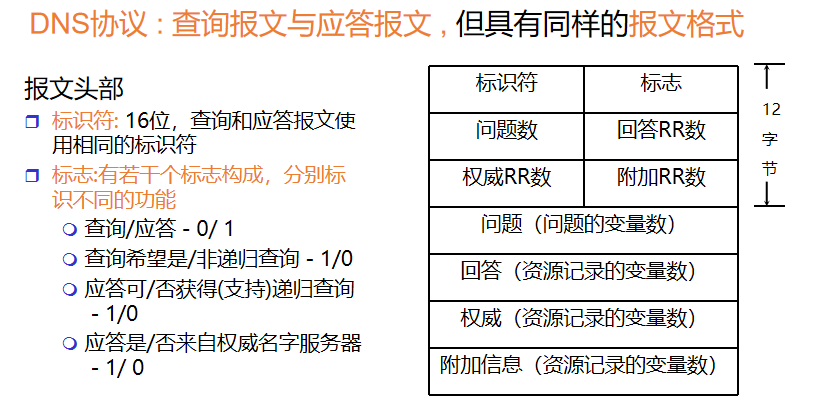 DNS协议 : 查询报文与应答报文 , 但具有同样的报文格式
报文头部
标识符: 16位，查询和应答报文使
用相同的标识符
标志:有若干个标志构成，分别标
识不同的功能
查询/应答 - 0/ 1
查询希望是/非递归查询 - 1/0
应答可/否获得(支持)递归查询
- 1/0
应答是/否来自权威名字服务器
- 1/ 0
标识符 标志
问题数 回答RR数
权威RR数 附加RR数
问题（问题的变量数）
回答（资源记录的变量数）
权威（资源记录的变量数）
附加信息（资源记录的变量数）
12
字
节